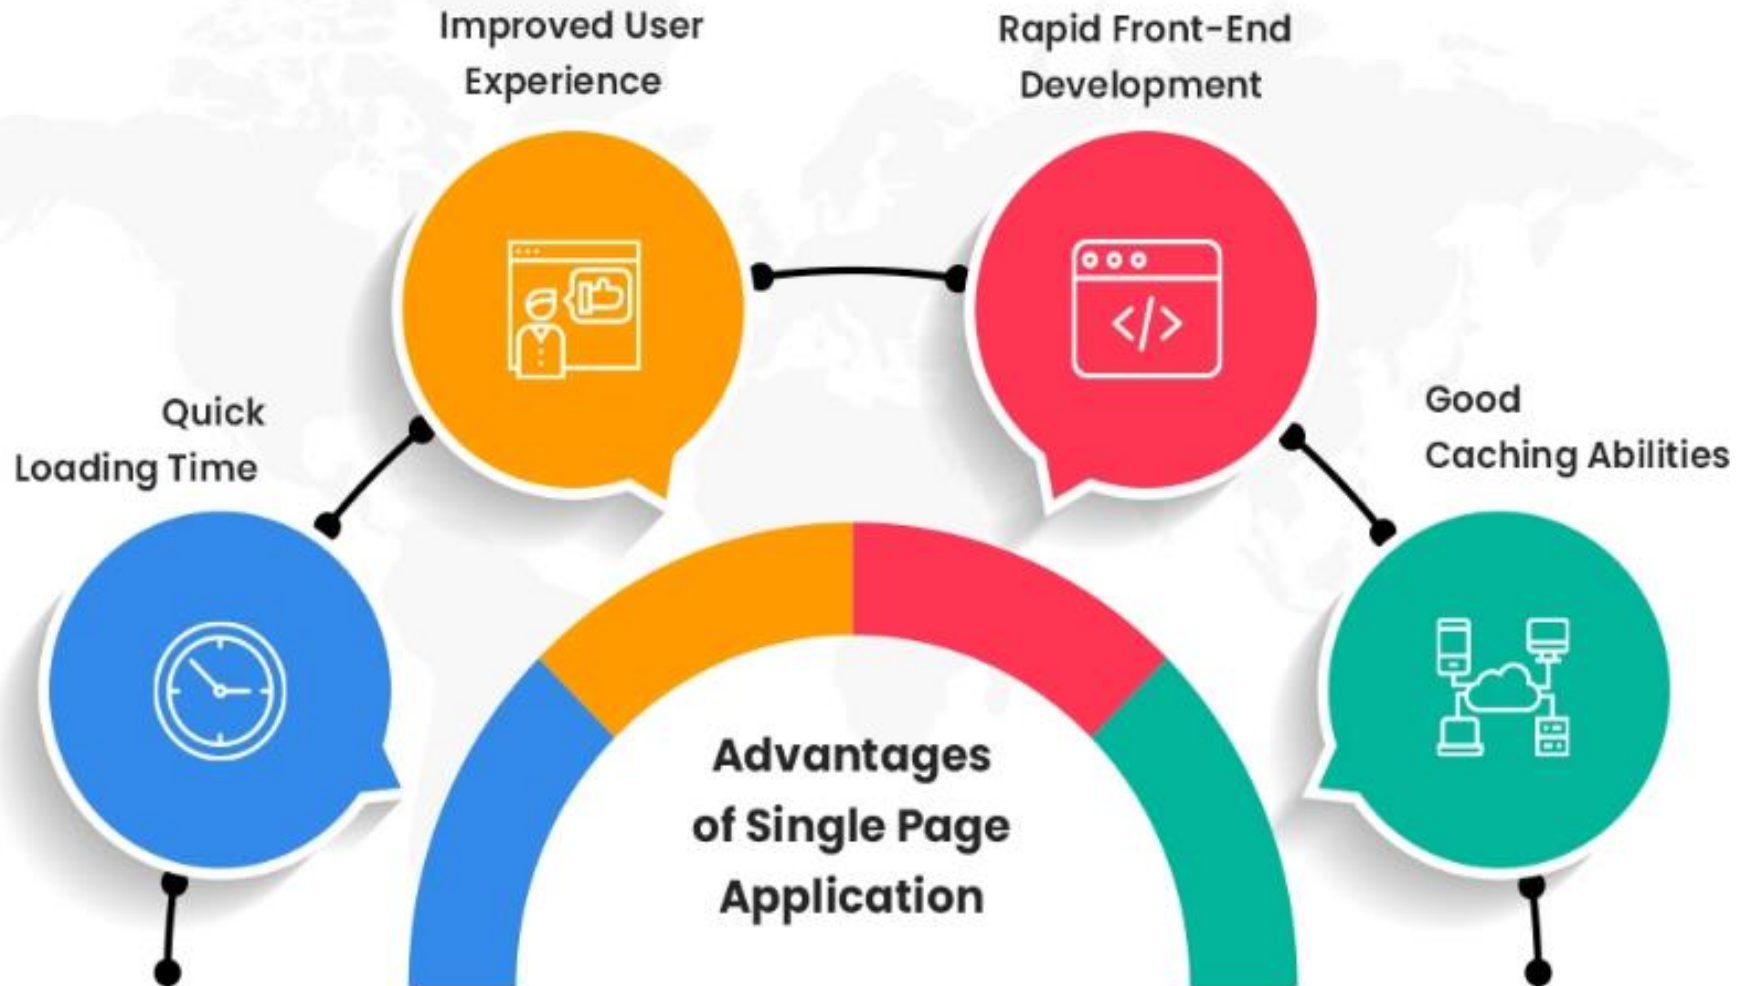 Improved User
Experience
Rapid Front-End
Development
Quick
Loading Time
Good
Caching Abilities
</>
Advantages
of Single Page
Application